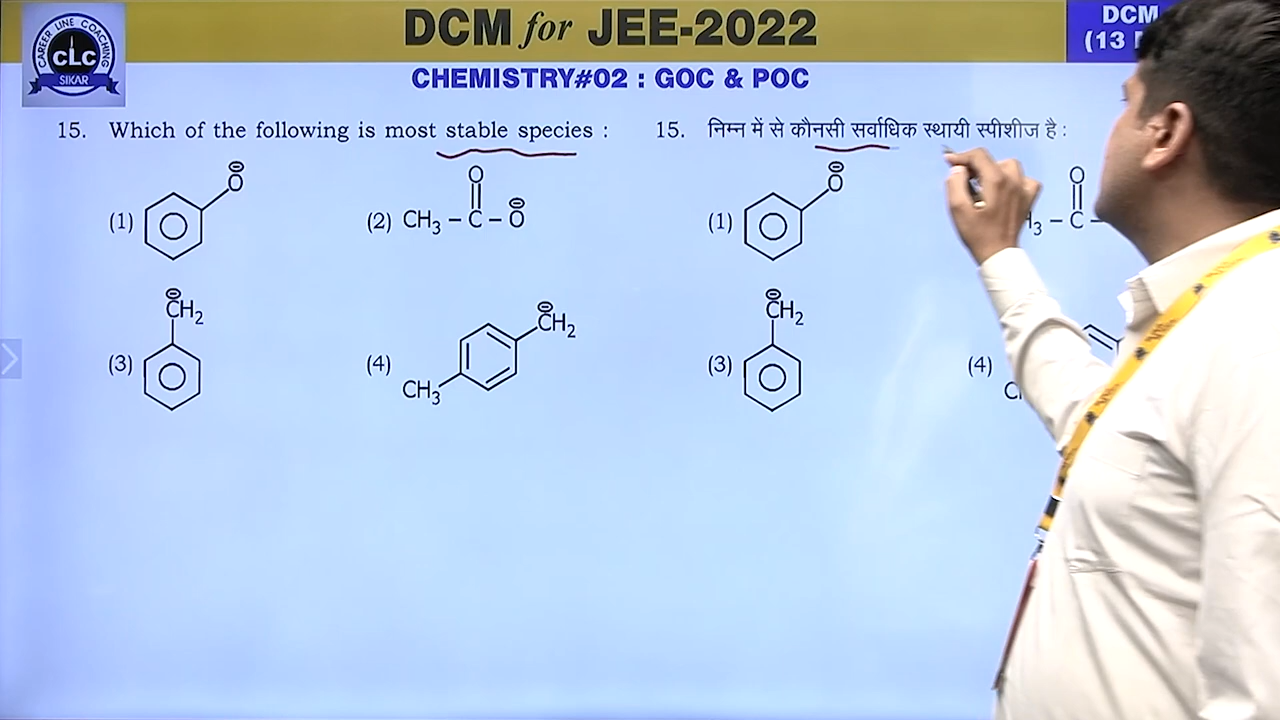 DCM for JEE-2022
DCM
(13
CAREER LINE COACHING
CLC
SIKAR
CHEMISTRY#02 : GOC & POC
15. Which of the following is most stable species :
(1)
O⊖
(2) CH₃ – C – O⊖
O
(3)
⊖CH₂
(4)
⊖CH₂
CH₃
15. निम्न में से कौनसी सर्वाधिक स्थायी स्पीशीज है :
(1)
O⊖
₃ – C –
O
(3)
⊖CH₂
(4)